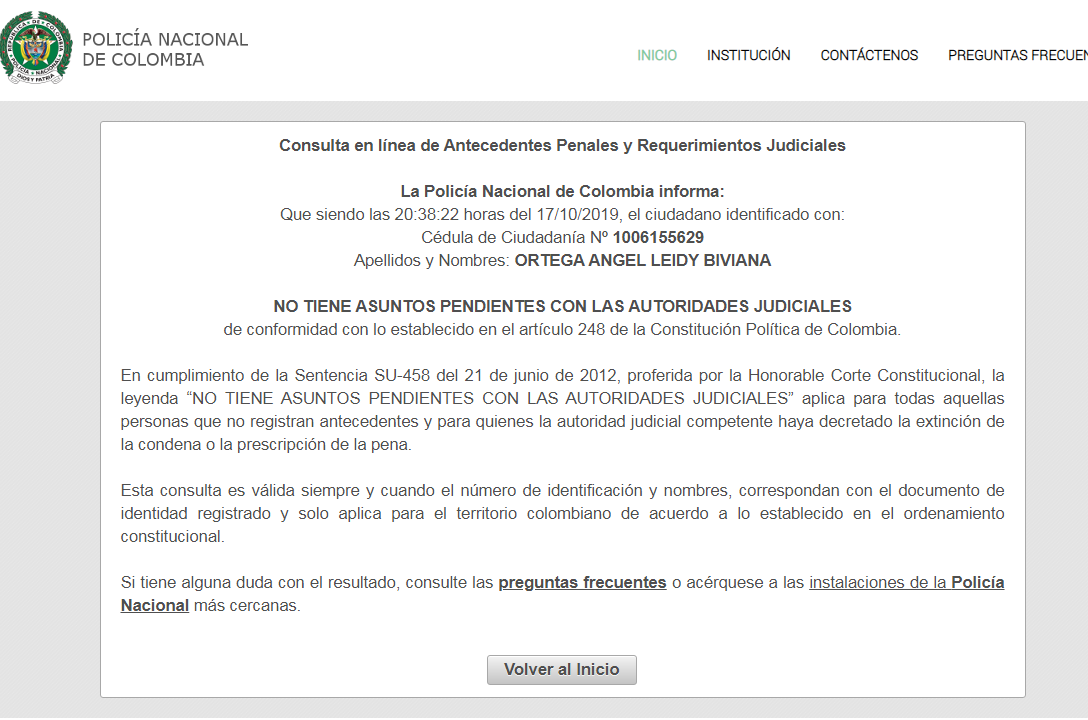 POLICÍA NACIONAL
DE COLOMBIA
INICIO INSTITUCIÓN CONTÁCTENOS PREGUNTAS FRECUEN
Consulta en línea de Antecedentes Penales y Requerimientos Judiciales
La Policía Nacional de Colombia informa:
Que siendo las 20:38:22 horas del 17/10/2019, el ciudadano identificado con:
Cédula de Ciudadanía Nº 1006155629
Apellidos y Nombres: ORTEGA ANGEL LEIDY BIVIANA
NO TIENE ASUNTOS PENDIENTES CON LAS AUTORIDADES JUDICIALES
de conformidad con lo establecido en el artículo 248 de la Constitución Política de Colombia.
En cumplimiento de la Sentencia SU-458 del 21 de junio de 2012, proferida por la Honorable Corte Constitucional, la
leyenda “NO TIENE ASUNTOS PENDIENTES CON LAS AUTORIDADES JUDICIALES” aplica para todas aquellas
personas que no registran antecedentes y para quienes la autoridad judicial competente haya decretado la extinción de
la condena o la prescripción de la pena.
Esta consulta es válida siempre y cuando el número de identificación y nombres, correspondan con el documento de
identidad registrado y solo aplica para el territorio colombiano de acuerdo a lo establecido en el ordenamiento
constitucional.
Si tiene alguna duda con el resultado, consulte las preguntas frecuentes o acérquese a las instalaciones de la Policía
Nacional más cercanas.
Volver al Inicio